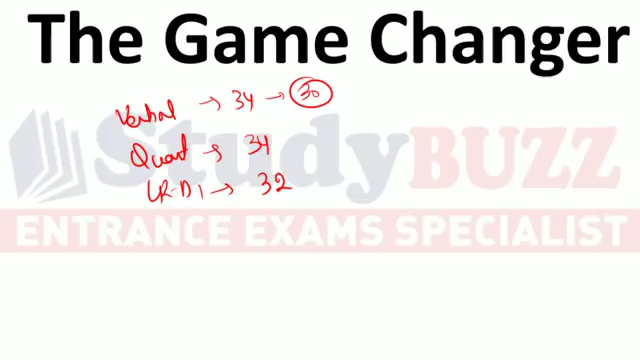 The Game Changer
Verbal → 34 → 30
Quant → 34
LR-DI → 32
StudyBUZZ
ENTRANCE EXAMS SPECIALIST